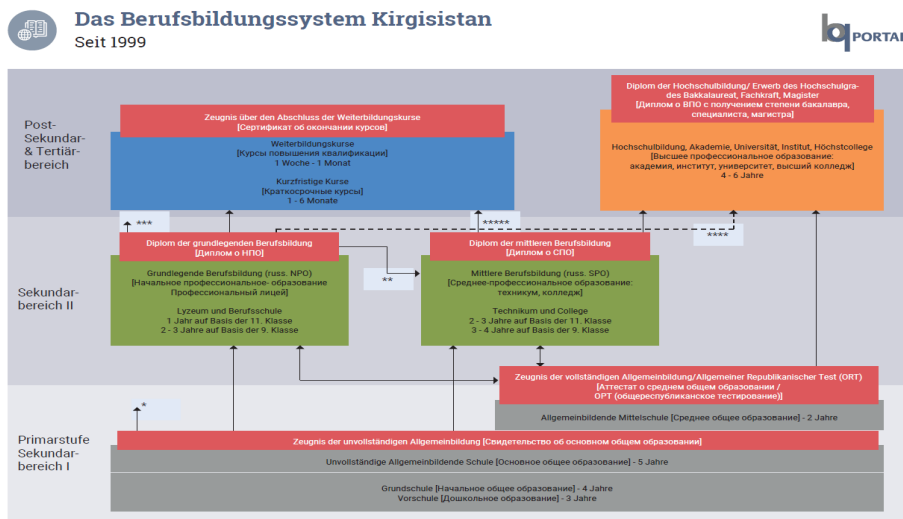 Das Berufsbildungssystem Kirgisistan
Seit 1999
bq PORTAL
Post-
Sekundar-
& Tertiär-
bereich
Zeugnis über den Abschluss der Weiterbildungskurse
[Сертификат об окончании курсов]
Weiterbildungskurse
[Курсы повышения квалификации]
1 Woche - 1 Monat
Kurzfristige Kurse
[Краткосрочные курсы]
1 - 6 Monate
Diplom der Hochschulbildung/ Erwerb des Hochschulgra-
des Bakkalaureat, Fachkraft, Magister
[Диплом о ВПО с получением степени бакалавра,
специалиста, магистра]
Hochschulbildung, Akademie, Universität, Institut, Höchstcollege
[Высшее профессиональное образование:
академия, институт, университет, высший колледж]
4 - 6 Jahre
***
*****
****
Sekundar-
bereich II
Diplom der grundlegenden Berufsbildung
[Диплом о НПО]
Grundlegende Berufsbildung (russ. NPO)
[Начальное профессиональное- образование
Профессиональный лицей]
Lyzeum und Berufsschule
1 Jahr auf Basis der 11. Klasse
2 - 3 Jahre auf Basis der 9. Klasse
**
Diplom der mittleren Berufsbildung
[Диплом о СПО]
Mittlere Berufsbildung (russ. SPO)
[Среднее-профессиональное образование:
техникум, колледж]
Technikum und College
2 - 3 Jahre auf Basis der 11. Klasse
3 - 4 Jahre auf Basis der 9. Klasse
Zeugnis der vollständigen Allgemeinbildung/Allgemeiner Republikanischer Test (ORT)
[Аттестат о среднем общем образовании /
ОРТ (общереспубликанское тестирование)]
Allgemeinbildende Mittelschule [Среднее общее образование] - 2 Jahre
*
Primarstufe
Sekundar-
bereich I
Zeugnis der unvollständigen Allgemeinbildung [Свидетельство об основном общем образовании]
Unvollständige Allgemeinbildende Schule [Основное общее образование] - 5 Jahre
Grundschule [Начальное общее образование] - 4 Jahre
Vorschule [Дошкольное образование] - 3 Jahre